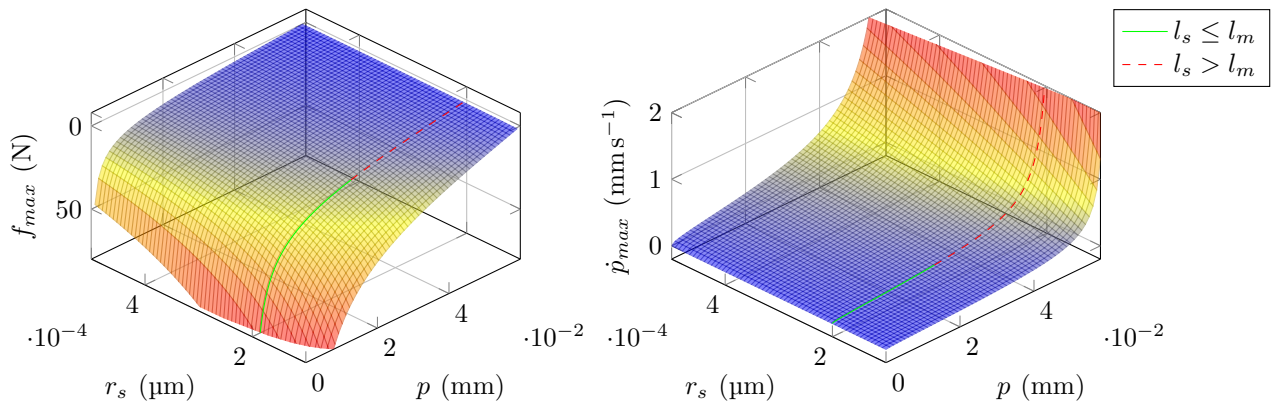 0
50
f_max (N)
4
2
·10⁻⁴
r_s (µm)
0
2
4
·10⁻²
p (mm)
2
1
0
ṗ_max (mm s⁻¹)
4
2
·10⁻⁴
r_s (µm)
0
2
4
·10⁻²
p (mm)
l_s ≤ l_m
l_s > l_m